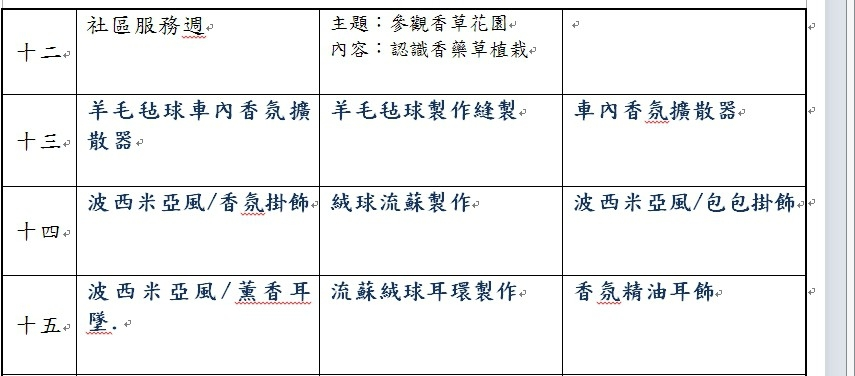 十二
社區服務週
主題：參觀香草花園
內容：認識香藥草植栽
十三
羊毛毡球車內香氛擴
散器
羊毛毡球製作縫製
車內香氛擴散器
十四
波西米亞風/香氛掛飾
絨球流蘇製作
波西米亞風/包包掛飾
十五
波西米亞風/薰香耳
墜.
流蘇絨球耳環製作
香氛精油耳飾